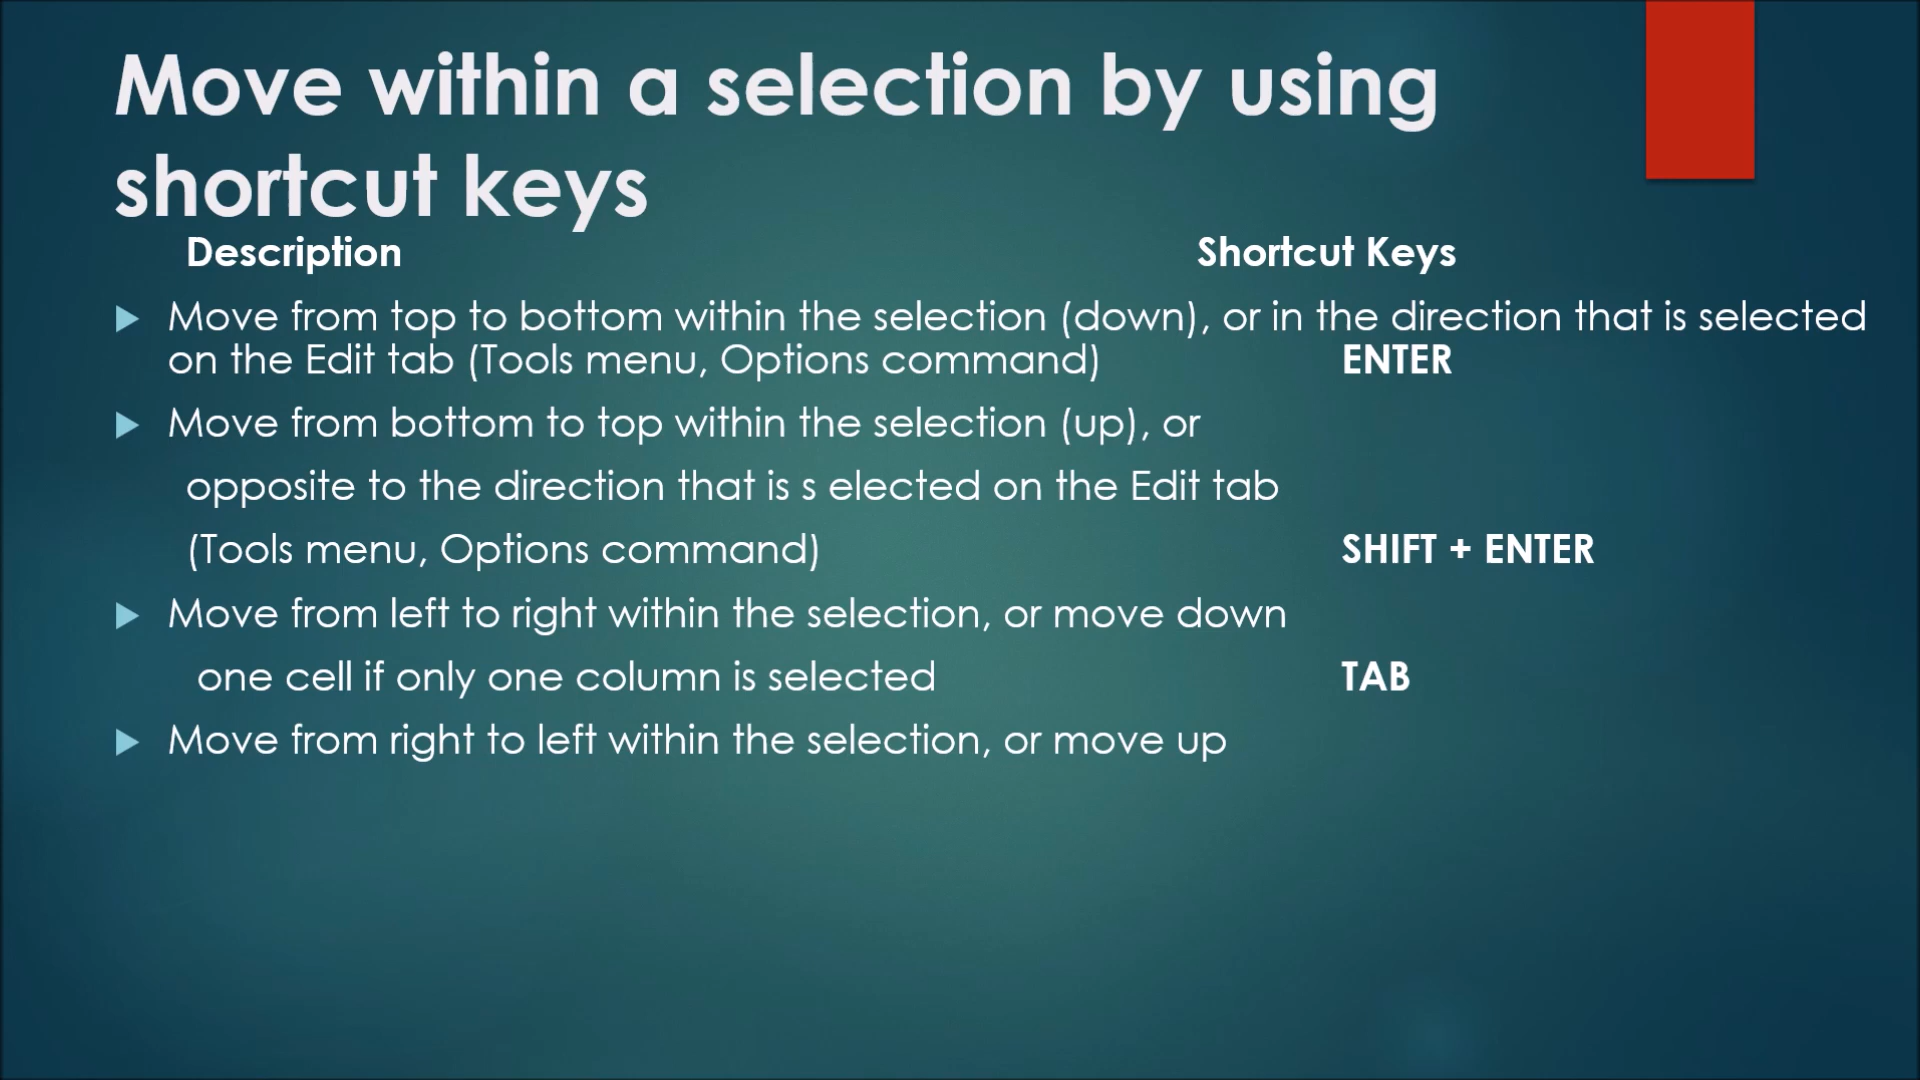 Move within a selection by using
shortcut keys
Description Shortcut Keys
Move from top to bottom within the selection (down), or in the direction that is selected
on the Edit tab (Tools menu, Options command) ENTER
Move from bottom to top within the selection (up), or
opposite to the direction that is s elected on the Edit tab
(Tools menu, Options command) SHIFT + ENTER
Move from left to right within the selection, or move down
one cell if only one column is selected TAB
Move from right to left within the selection, or move up